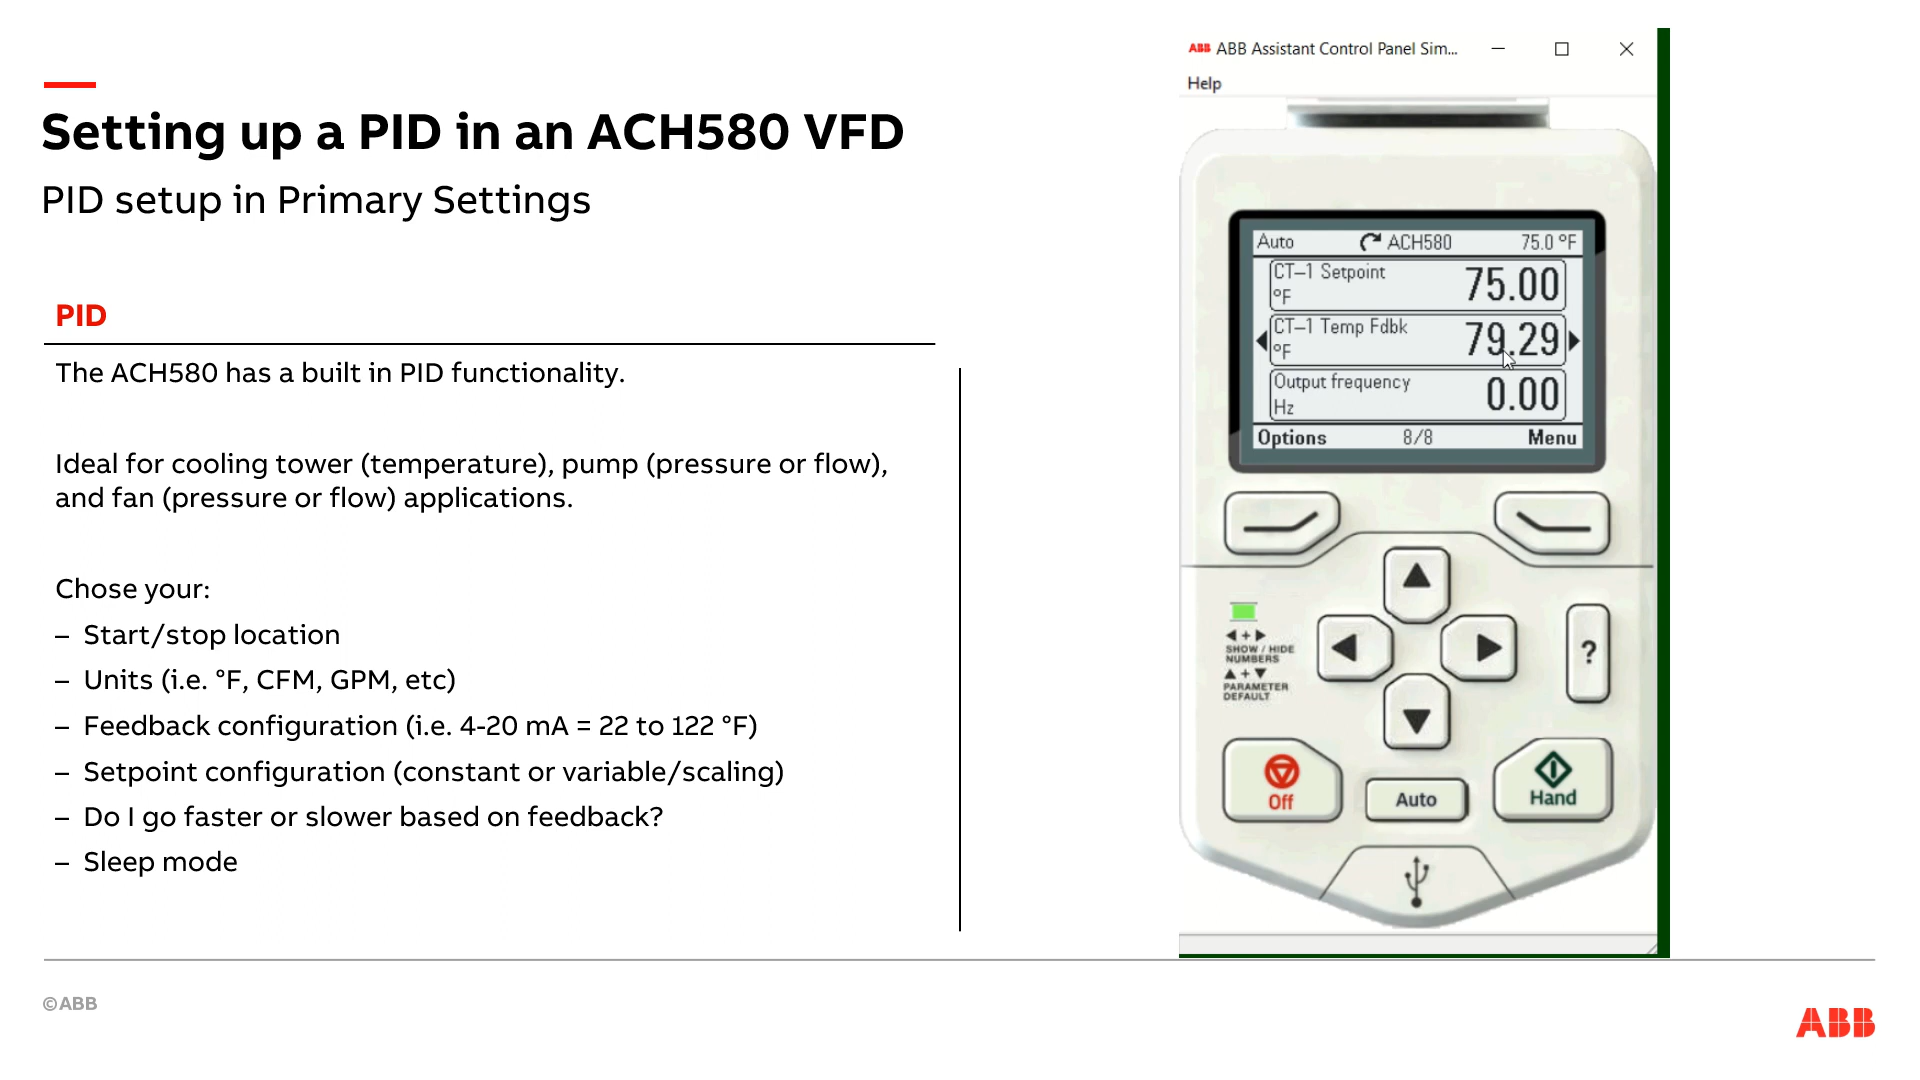 Setting up a PID in an ACH580 VFD
PID setup in Primary Settings
PID
The ACH580 has a built in PID functionality.
Ideal for cooling tower (temperature), pump (pressure or flow),
and fan (pressure or flow) applications.
Chose your:
– Start/stop location
– Units (i.e. °F, CFM, GPM, etc)
– Feedback configuration (i.e. 4-20 mA = 22 to 122 °F)
– Setpoint configuration (constant or variable/scaling)
– Do I go faster or slower based on feedback?
– Sleep mode
ABB ABB Assistant Control Panel Sim...
Help
Auto ACH580 75.0 °F
CT–1 Setpoint
°F 75.00
CT–1 Temp Fdbk
°F 79.29
Output frequency
Hz 0.00
Options 8/8 Menu
◀ + ▶
SHOW / HIDE
NUMBERS
▲ + ▼
PARAMETER
DEFAULT
?
Off
Auto
Hand
©ABB
ABB